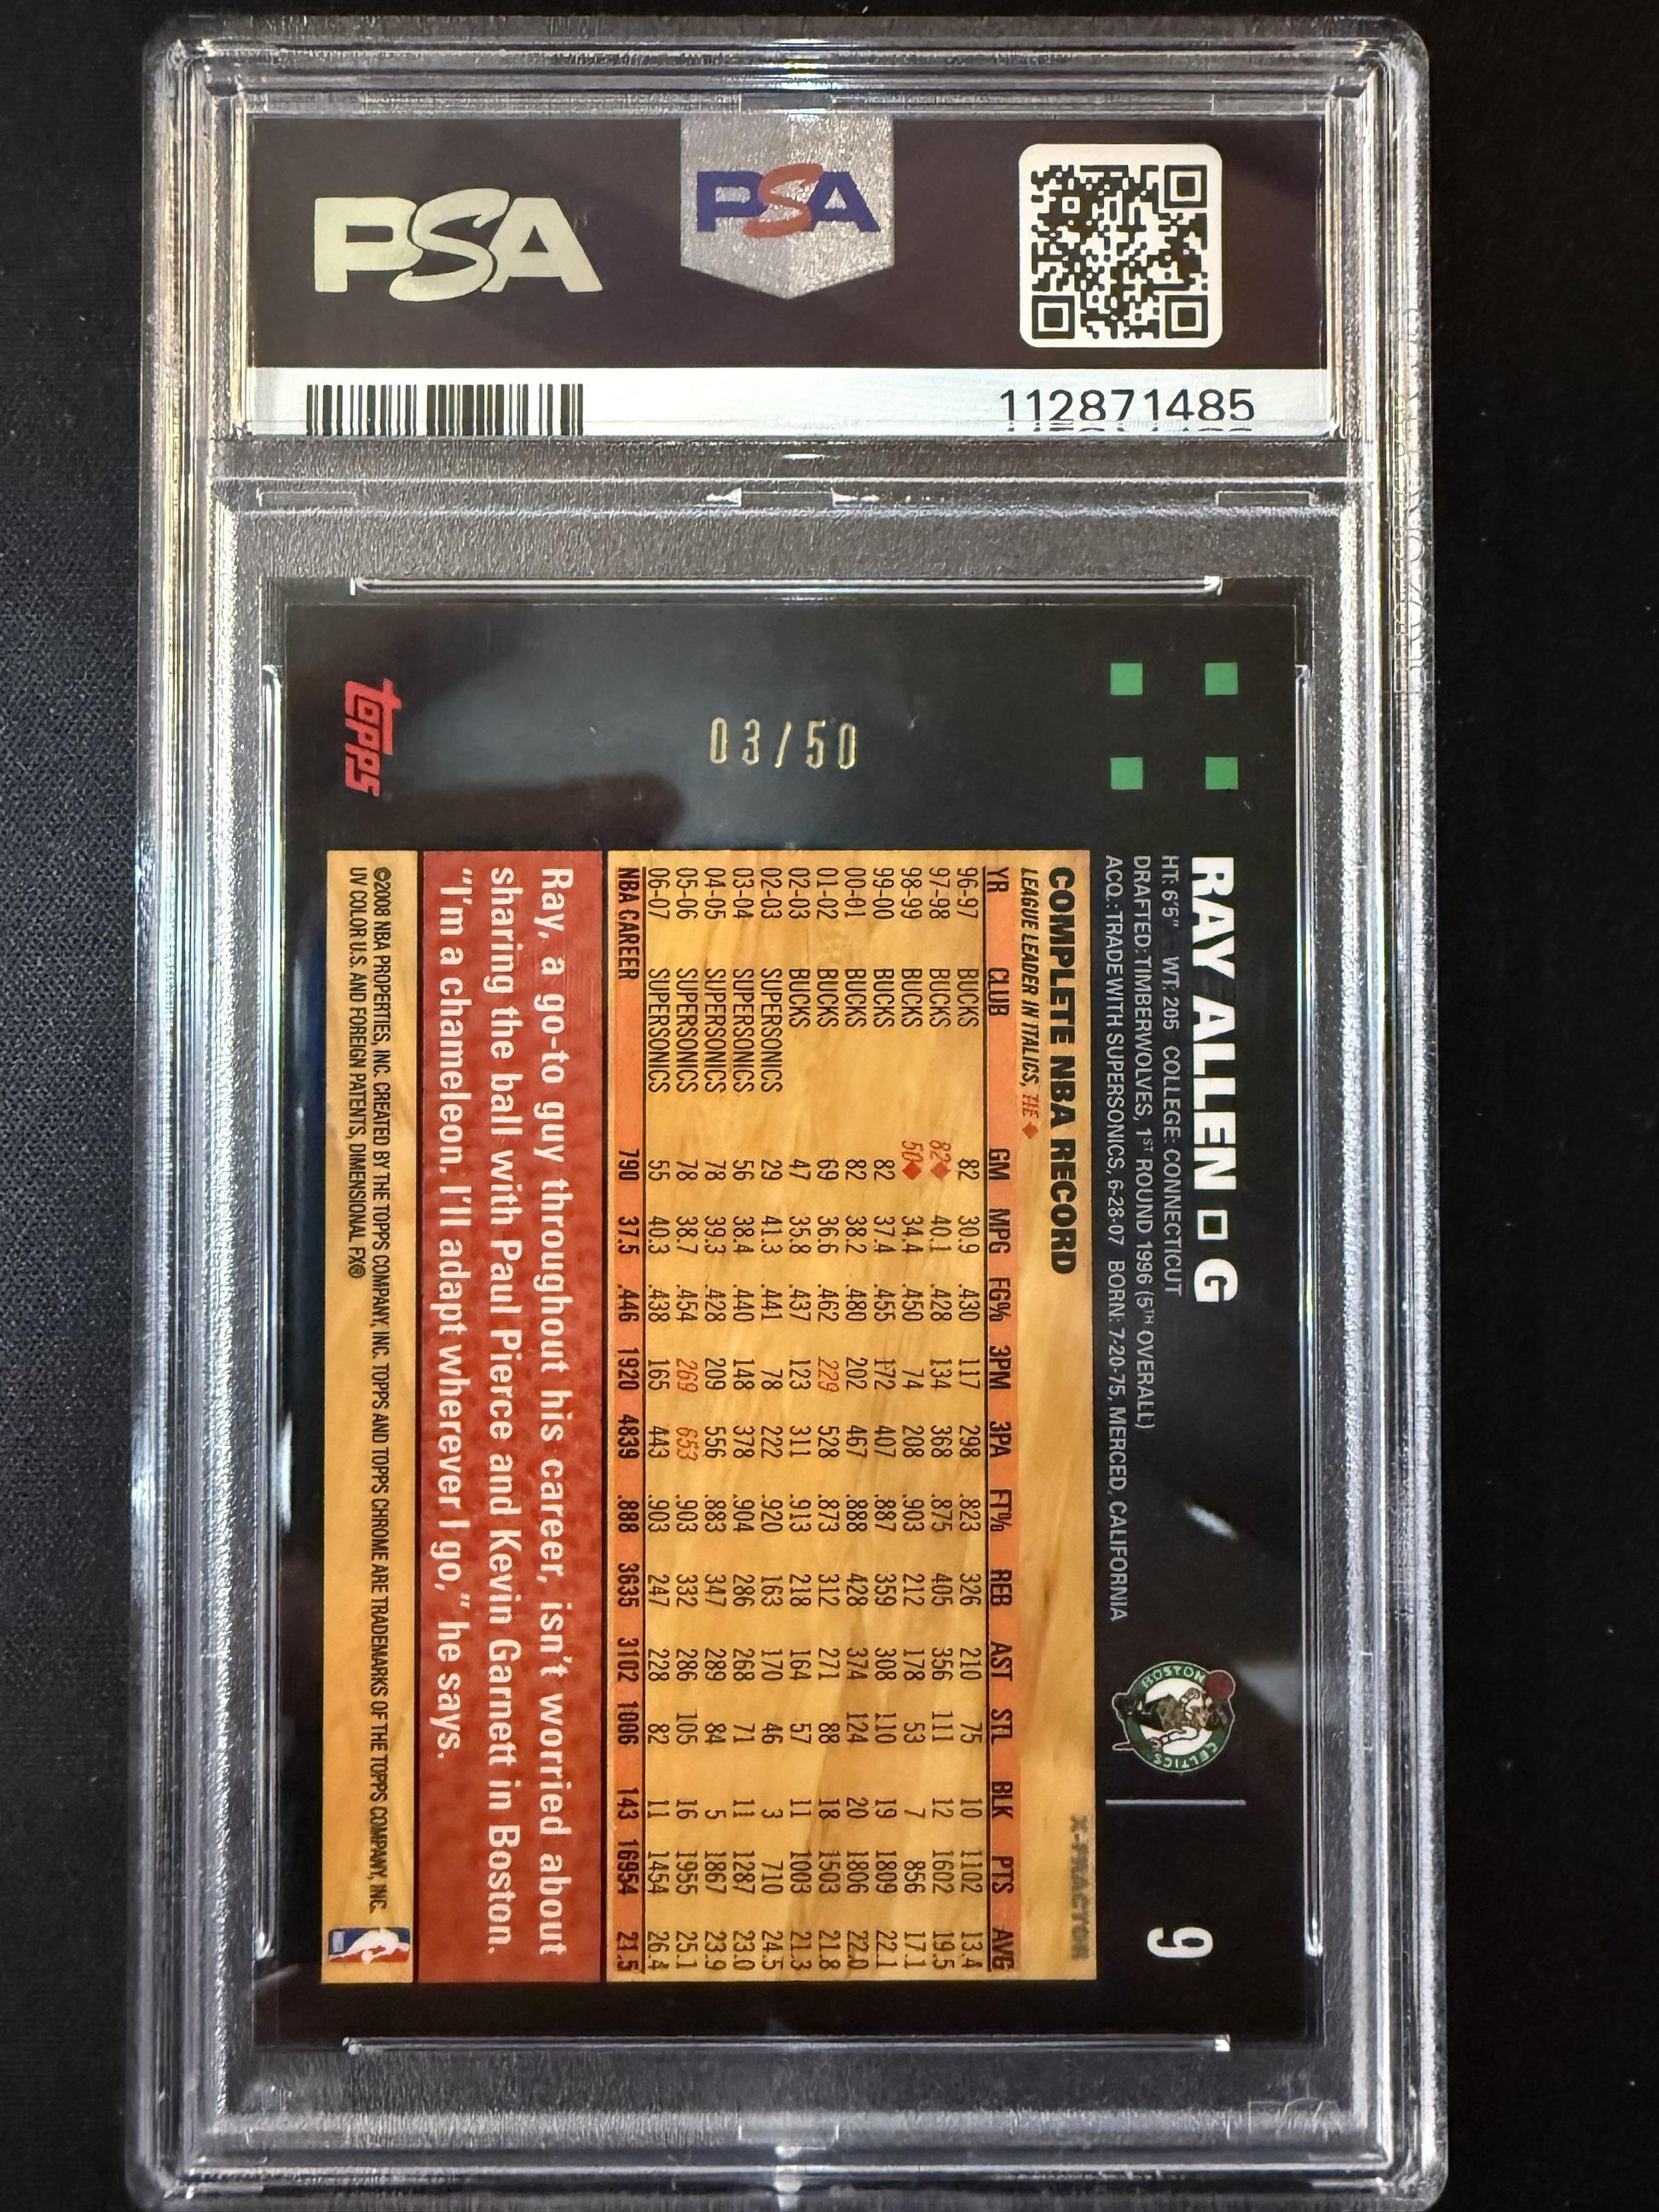 PSA
PSA
112871485
03/50
topps
RAY ALLEN G
HT: 6'5" WT: 205 COLLEGE: CONNECTICUT
DRAFTED: TIMBERWOLVES, 1ST ROUND 1996 (5TH OVERALL)
ACQ.: TRADE WITH SUPERSONICS, 6-28-07 BORN: 7-20-75, MERCED, CALIFORNIA
BOSTON
CELTICS
9
X-FRACTOR
COMPLETE NBA RECORD
LEAGUE LEADER IN ITALICS, TIE ♦
YR CLUB GM MPG FG% 3PM 3PA FT% REB AST STL BLK PTS AVG
96-97 BUCKS 82 30.9 .430 117 298 .823 326 210 75 10 1102 13.4
97-98 BUCKS 82♦ 40.1 .428 134 368 .875 405 356 111 12 1602 19.5
98-99 BUCKS 50♦ 34.4 .450 74 208 .903 212 178 53 7 856 17.1
99-00 BUCKS 82 37.4 .455 172 407 .887 359 308 110 19 1809 22.1
00-01 BUCKS 82 38.2 .480 202 467 .888 428 374 124 20 1806 22.0
01-02 BUCKS 69 36.6 .462 229 528 .873 312 271 88 18 1503 21.8
02-03 BUCKS 47 35.8 .437 123 311 .913 218 164 57 11 1003 21.3
02-03 SUPERSONICS 29 41.3 .441 78 222 .920 163 170 46 3 710 24.5
03-04 SUPERSONICS 56 38.4 .440 148 378 .904 286 268 71 11 1287 23.0
04-05 SUPERSONICS 78 39.3 .428 209 556 .883 347 289 84 5 1867 23.9
05-06 SUPERSONICS 78 38.7 .454 269 653 .903 332 286 105 16 1955 25.1
06-07 SUPERSONICS 55 40.3 .438 165 443 .903 247 228 82 11 1454 26.4
NBA CAREER 790 37.5 .446 1920 4839 .888 3635 3102 1006 143 16954 21.5
Ray, a go-to guy throughout his career, isn't worried about
sharing the ball with Paul Pierce and Kevin Garnett in Boston.
"I'm a chameleon. I'll adapt wherever I go," he says.
©2008 NBA PROPERTIES, INC. CREATED BY THE TOPPS COMPANY, INC. TOPPS AND TOPPS CHROME ARE TRADEMARKS OF THE TOPPS COMPANY, INC.
UV COLOR U.S. AND FOREIGN PATENTS, DIMENSIONAL FX®
PSA